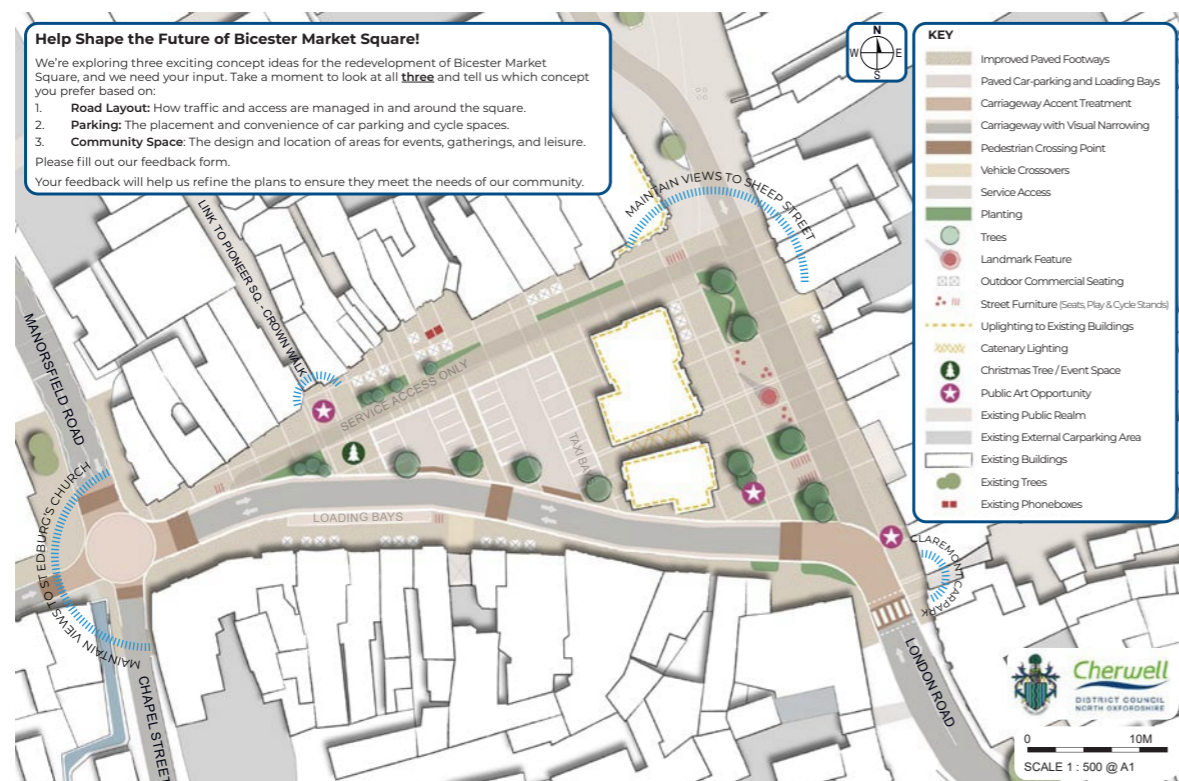 Help Shape the Future of Bicester Market Square!
We're exploring three exciting concept ideas for the redevelopment of Bicester Market
Square, and we need your input. Take a moment to look at all three and tell us which concept
you prefer based on:
1. Road Layout: How traffic and access are managed in and around the square.
2. Parking: The placement and convenience of car parking and cycle spaces.
3. Community Space: The design and location of areas for events, gatherings, and leisure.
Please fill out our feedback form.
Your feedback will help us refine the plans to ensure they meet the needs of our community.
N
W E
S
KEY
Improved Paved Footways
Paved Car-parking and Loading Bays
Carriageway Accent Treatment
Carriageway with Visual Narrowing
Pedestrian Crossing Point
Vehicle Crossovers
Service Access
Planting
Trees
Landmark Feature
Outdoor Commercial Seating
Street Furniture (Seats, Play & Cycle Stands)
Uplighting to Existing Buildings
Catenary Lighting
Christmas Tree / Event Space
Public Art Opportunity
Existing Public Realm
Existing External Carparking Area
Existing Buildings
Existing Trees
Existing Phoneboxes
MAINTAIN VIEWS TO SHEEP STREET
LINK TO PIONEER SQ. - CROWN WALK
MANORSFIELD ROAD
SERVICE ACCESS ONLY
TAXI BAYS
LOADING BAYS
MAINTAIN VIEWS TO ST EDBURG'S CHURCH
CHAPEL STREET
CLAREMONT CARPARK
LONDON ROAD
Cherwell
DISTRICT COUNCIL
NORTH OXFORDSHIRE
0 10M
SCALE 1 : 500 @ A1